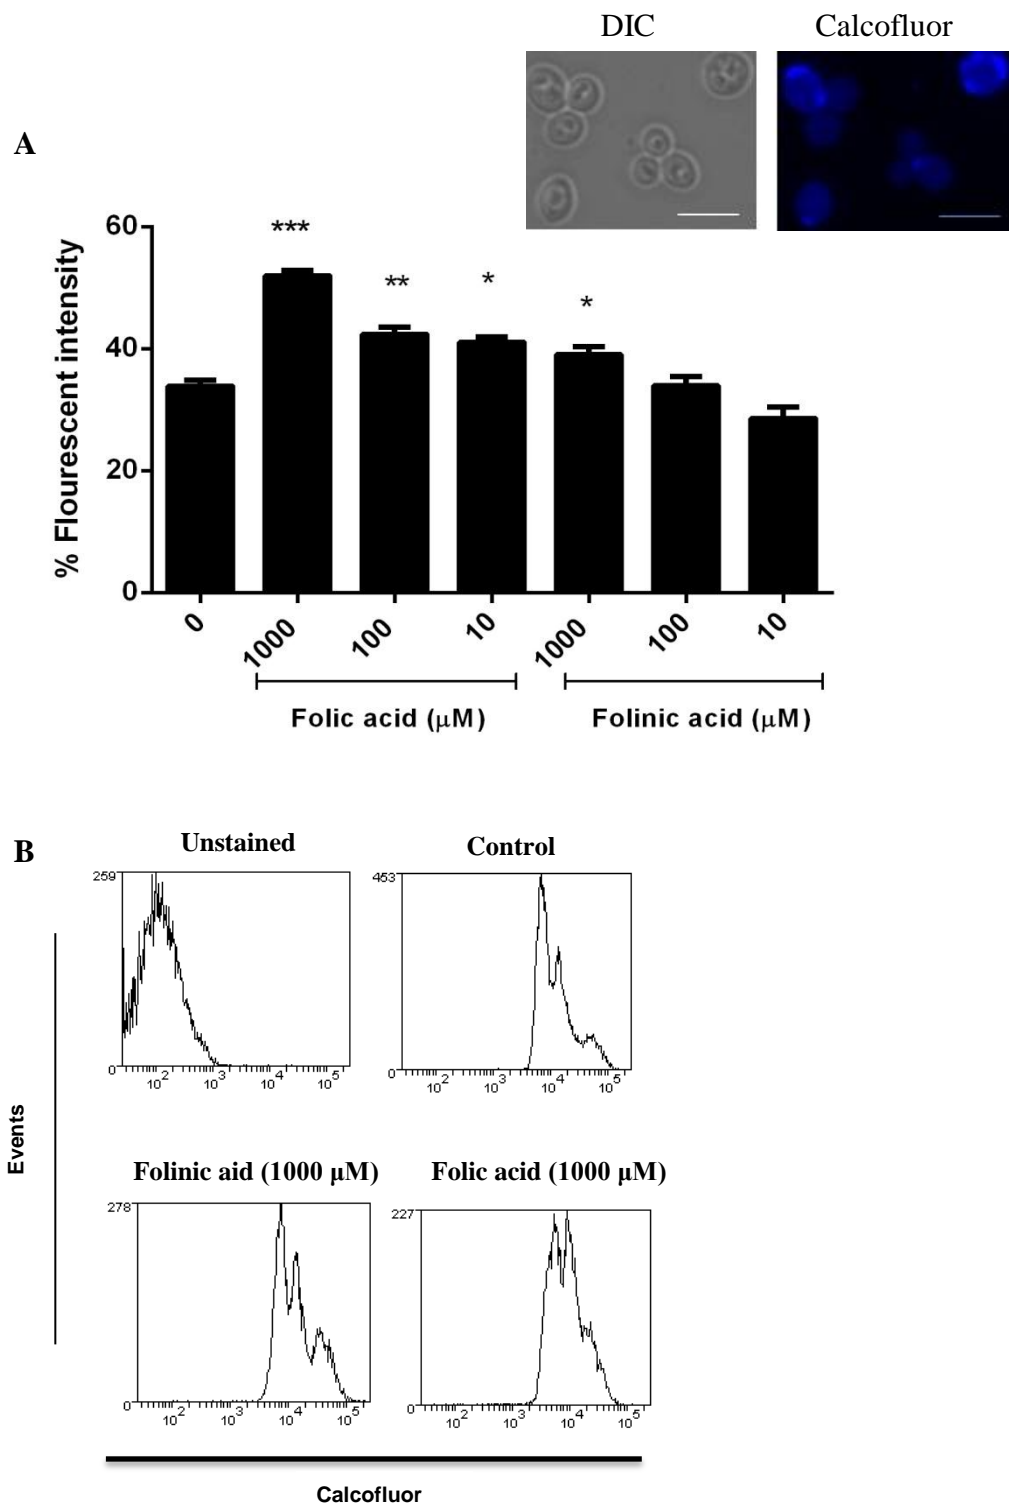 DIC Calcofluor
A
60
***
**
*
*
40
20
0
% Flourescent intensity
0 1000 100 10 1000 100 10
Folic acid (μM) Folinic acid (μM)
B
Unstained Control
259 453
0 0
10² 10³ 10⁴ 10⁵ 10² 10³ 10⁴ 10⁵
Events
Folinic aid (1000 μM) Folic acid (1000 μM)
278 227
0 0
10² 10³ 10⁴ 10⁵ 10² 10³ 10⁴ 10⁵
Calcofluor